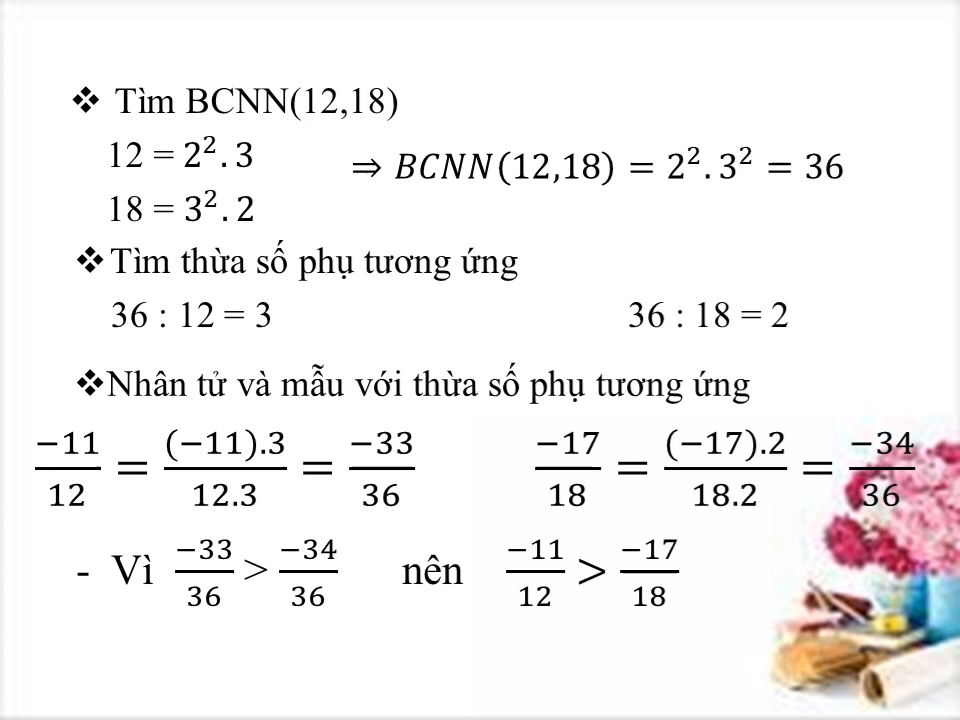 ❖ Tìm BCNN(12,18)
12 = 2².3
⇒ BCNN(12,18) = 2².3² = 36
18 = 3².2
❖ Tìm thừa số phụ tương ứng
36 : 12 = 3 36 : 18 = 2
❖ Nhân tử và mẫu với thừa số phụ tương ứng
−11/12 = (−11).3/12.3 = −33/36 −17/18 = (−17).2/18.2 = −34/36
- Vì −33/36 > −34/36 nên −11/12 > −17/18